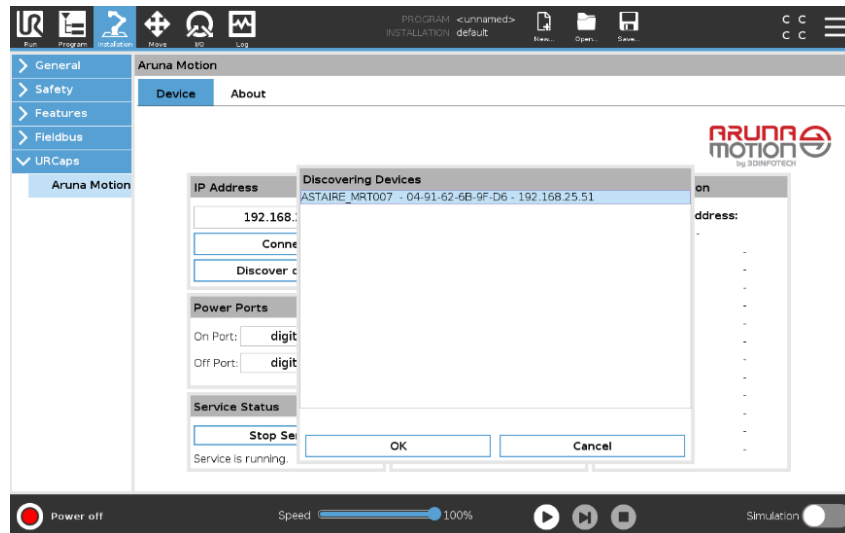 PROGRAM <unnamed>
INSTALLATION default
Run Program Installation Move I/O Log New... Open... Save...
C C
C C
General
Safety
Features
Fieldbus
URCaps
Aruna Motion
Aruna Motion
Device About
ARUNA
MOTION
by 3DINFOTECH
IP Address
192.168.
Conne
Discover
Power Ports
On Port: digit
Off Port: digit
Service Status
Stop Se
Service is running.
Discovering Devices
ASTAIRE_MRT007 - 04-91-62-6B-9F-D6 - 192.168.25.51
OK Cancel
on
ddress:
Power off
Speed 100%
Simulation